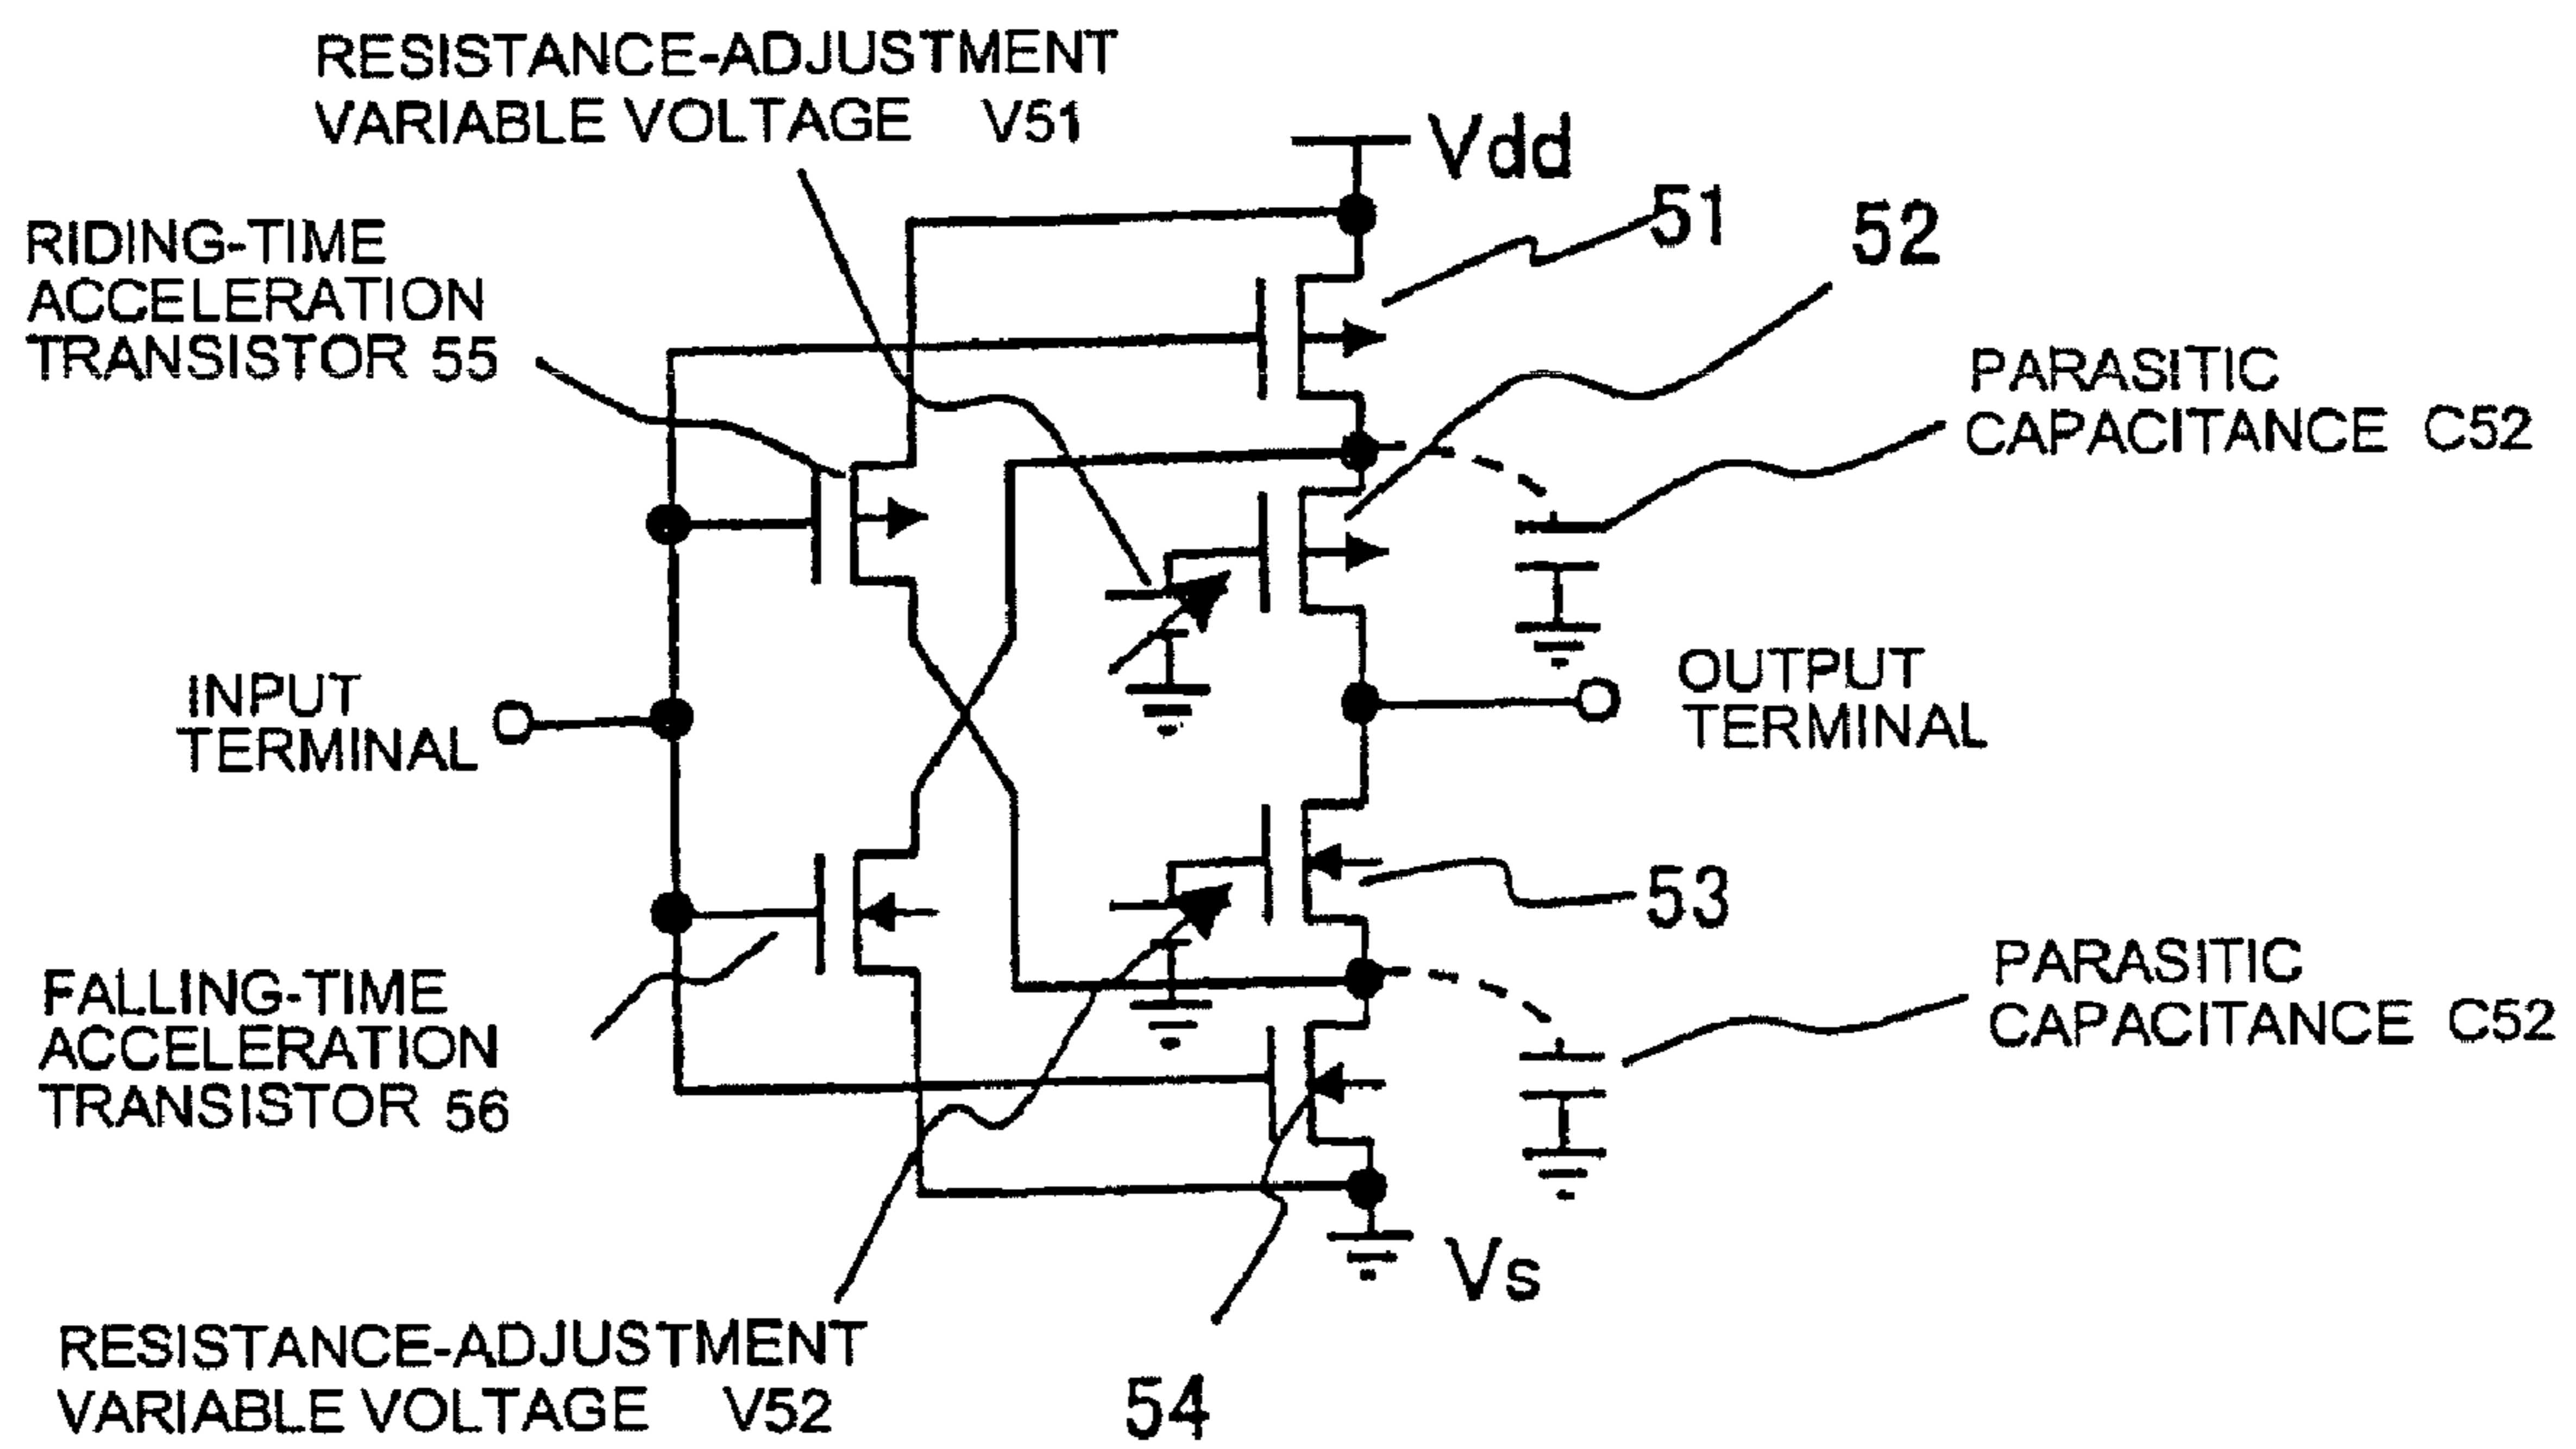 RESISTANCE-ADJUSTMENT
VARIABLE VOLTAGE V51
Vdd
51
52
RIDING-TIME
ACCELERATION
TRANSISTOR 55
PARASITIC
CAPACITANCE C52
INPUT
TERMINAL
OUTPUT
TERMINAL
53
FALLING-TIME
ACCELERATION
TRANSISTOR 56
PARASITIC
CAPACITANCE C52
Vs
RESISTANCE-ADJUSTMENT
VARIABLE VOLTAGE V52
54